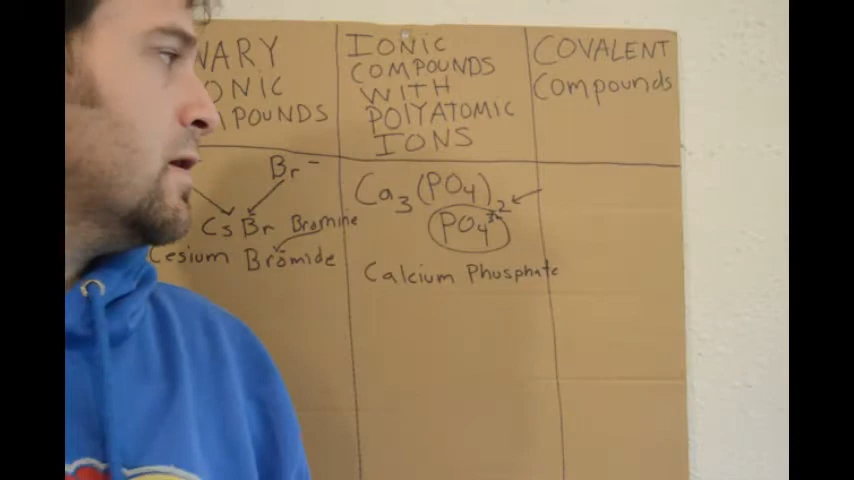 NARY
ONIC
POUNDS
IONIC
COMPOUNDS
WITH
POLYATOMIC
IONS
COVALENT
Compounds
Br⁻
Cs Br Bromine
Cesium Bromide
Ca₃(PO₄)₂
PO₄³⁻
Calcium Phosphate